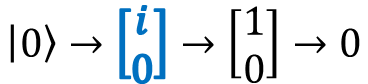 |0⟩ → [i 0] → [1 0] → 0